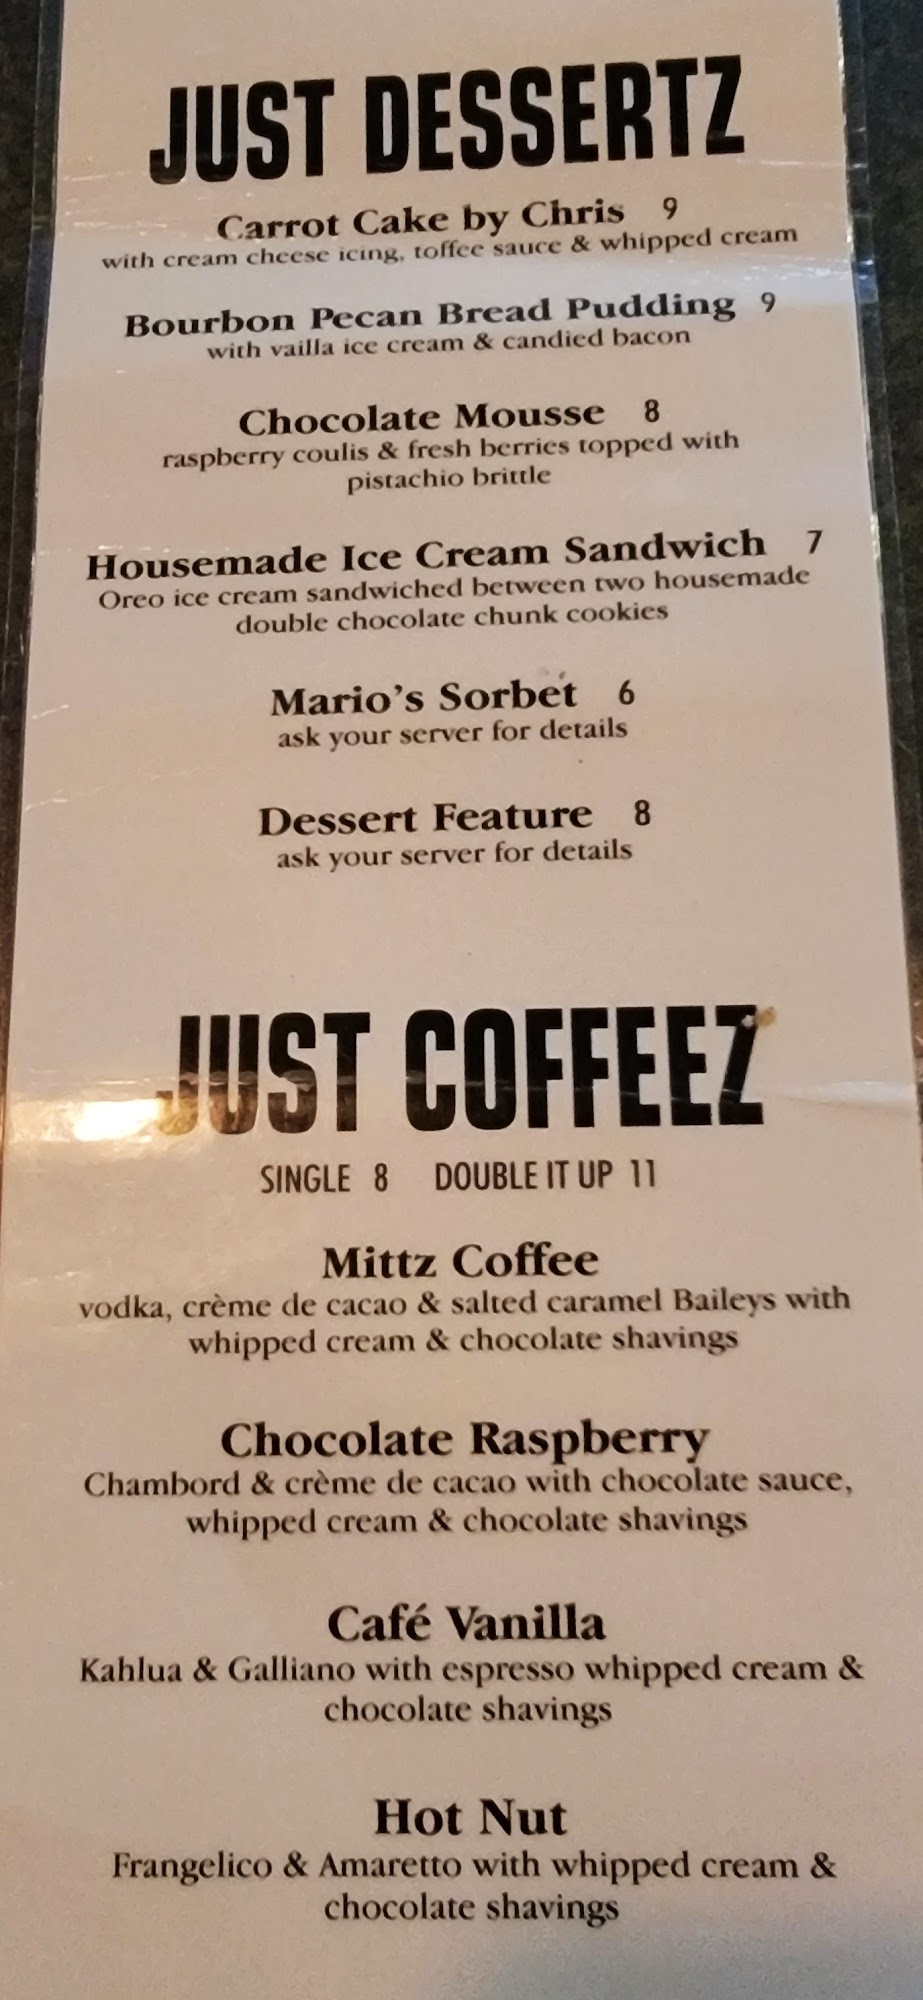 JUST DESSERTZ
Carrot Cake by Chris 9
with cream cheese icing, toffee sauce & whipped cream
Bourbon Pecan Bread Pudding 9
with vailla ice cream & candied bacon
Chocolate Mousse 8
raspberry coulis & fresh berries topped with
pistachio brittle
Housemade Ice Cream Sandwich 7
Oreo ice cream sandwiched between two housemade
double chocolate chunk cookies
Mario's Sorbet 6
ask your server for details
Dessert Feature 8
ask your server for details
JUST COFFEEZ
SINGLE 8 DOUBLE IT UP 11
Mittz Coffee
vodka, crème de cacao & salted caramel Baileys with
whipped cream & chocolate shavings
Chocolate Raspberry
Chambord & crème de cacao with chocolate sauce,
whipped cream & chocolate shavings
Café Vanilla
Kahlua & Galliano with espresso whipped cream &
chocolate shavings
Hot Nut
Frangelico & Amaretto with whipped cream &
chocolate shavings